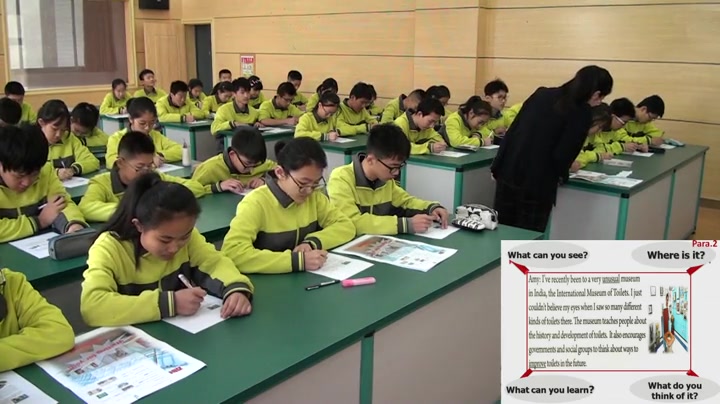 Para.2
What can you see?
Where is it?
Amy: I've recently been to a very unusual museum
in India, the International Museum of Toilets. I just
couldn't believe my eyes when I saw so many different
kinds of toilets there. The museum teaches people about
the history and development of toilets. It also encourages
governments and social groups to think about ways to
improve toilets in the future.
What can you learn?
What do you
think of it?